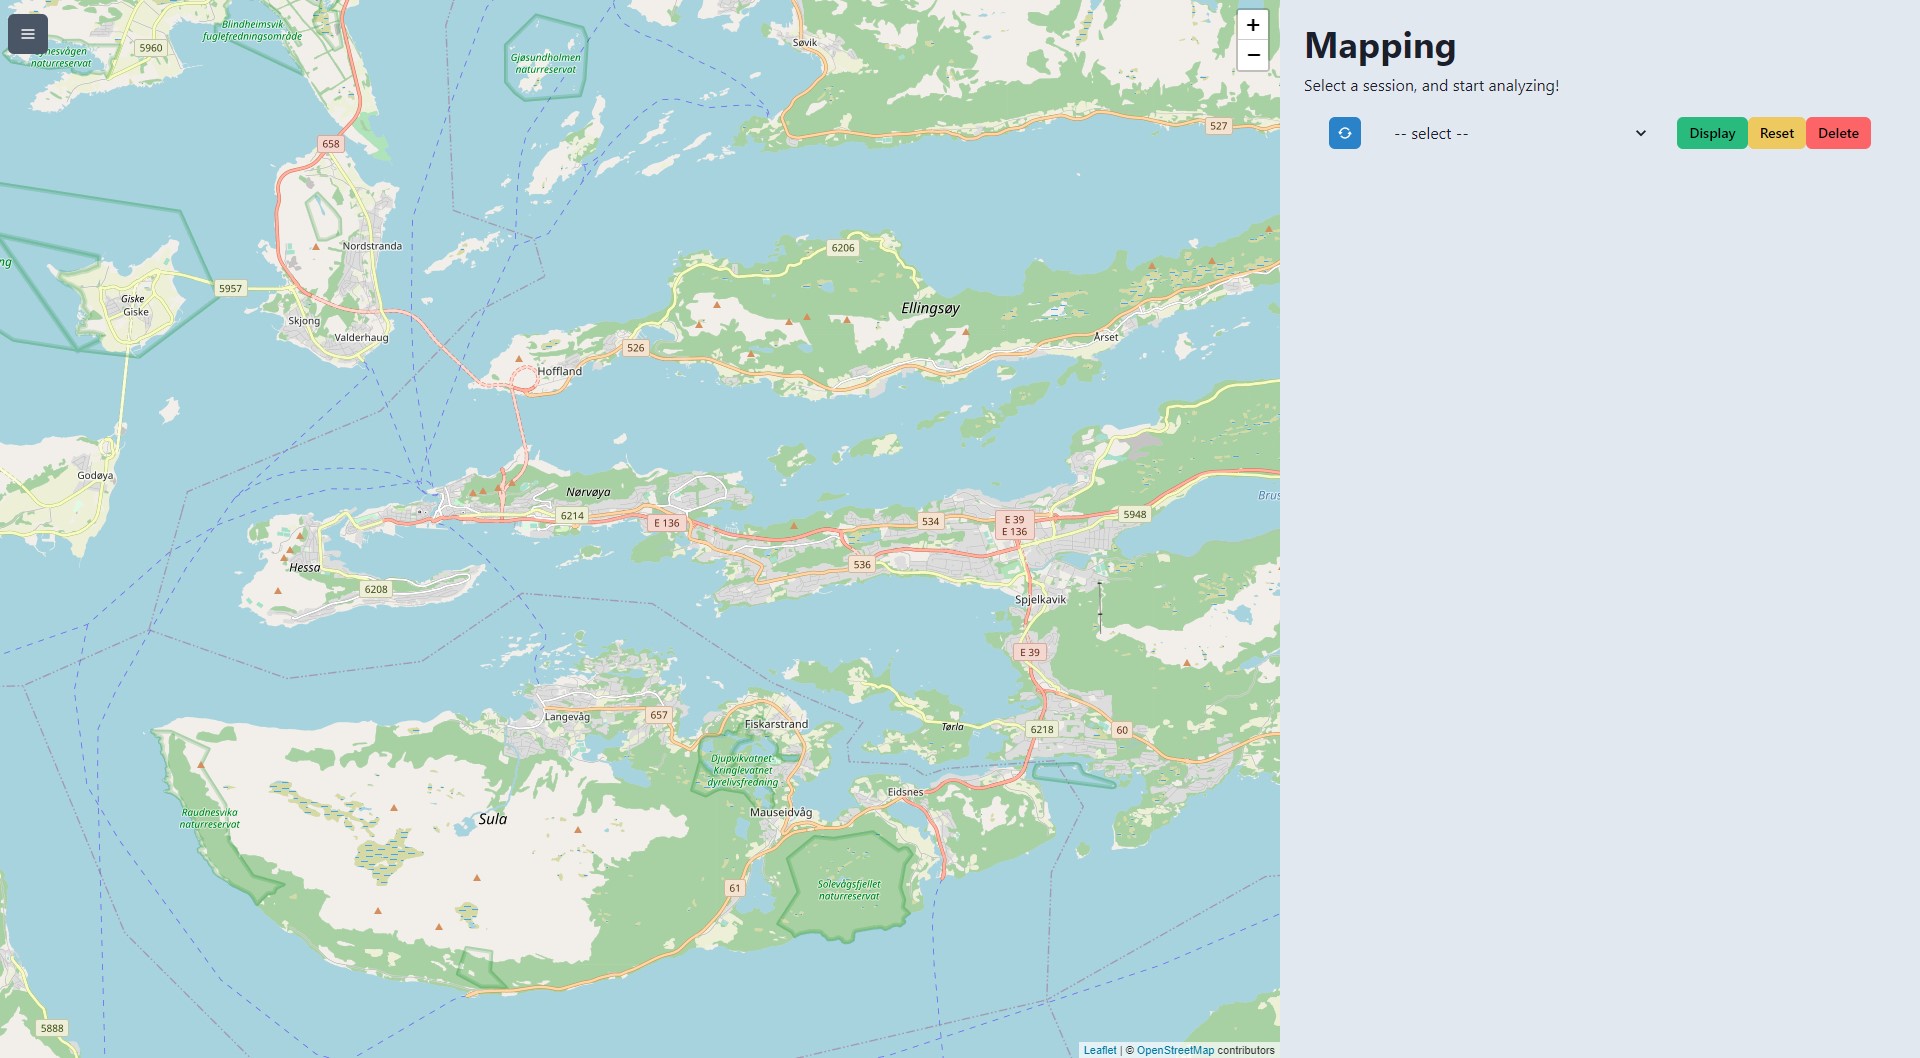 Mapping
Select a session, and start analyzing!
-- select --
Display
Reset
Delete
+
−
Blindheimsvik
fuglefredningsområde
5960
naturreservat
Gjøsundholmen
naturreservat
Søvik
527
658
Nordstranda
6206
5957
Giske
Giske
Skjong
Valderhaug
Ellingsøy
Årset
526
Hoffland
Godøya
Nørvøya
6214
E 136
534
E 39
E 136
5948
536
Hessa
6208
Spjelkavik
E 39
Langevåg
657
Fiskarstrand
Tørla
6218
60
Djupvikvatnet-
Kringlevatnet
dyrelivsfredning
Eidsnes
Raudnesvika
naturreservat
Sula
Mauseidvåg
61
Solevågsfjellet
naturreservat
5888
Leaflet | © OpenStreetMap contributors